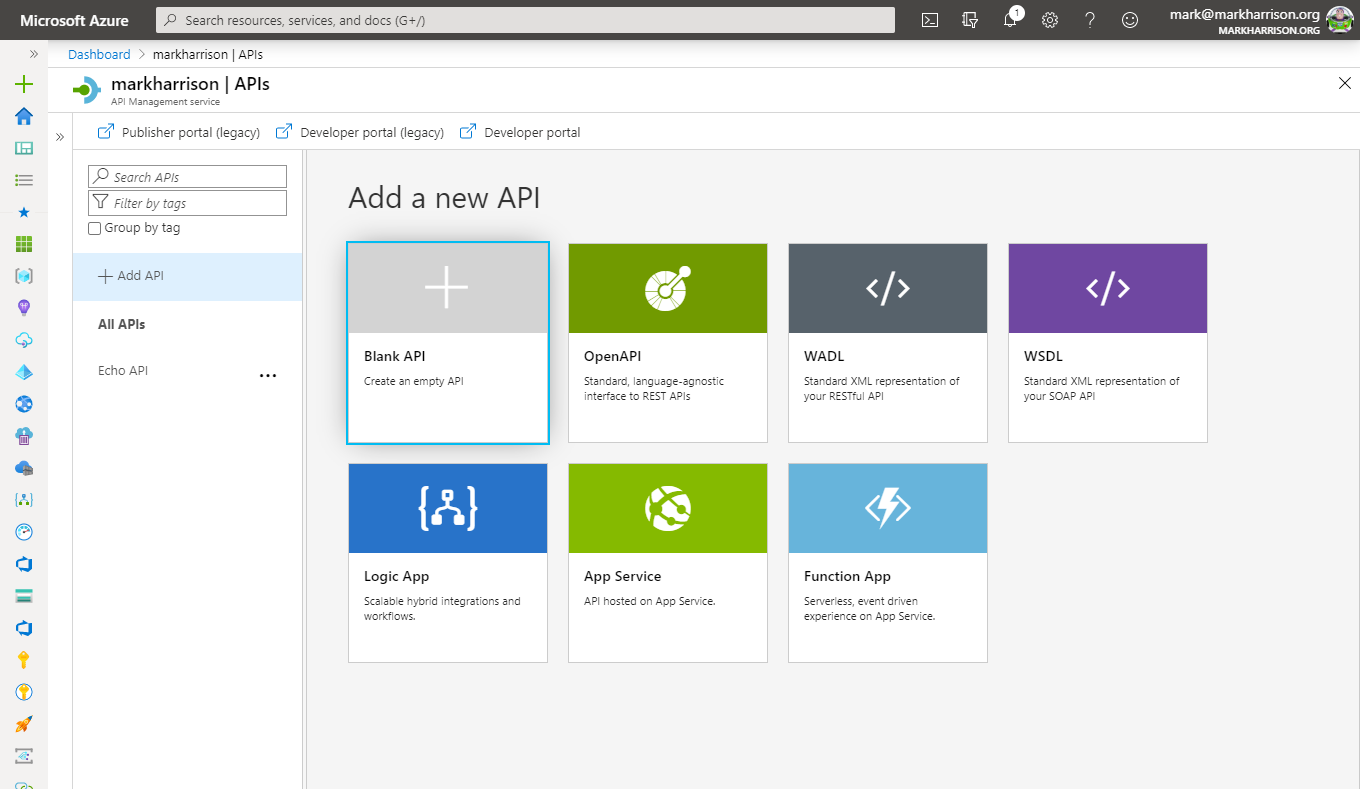 Microsoft Azure
Search resources, services, and docs (G+/)
1
mark@markharrison.org
MARKHARRISON.ORG
Dashboard > markharrison | APIs
markharrison | APIs
API Management service
Publisher portal (legacy)
Developer portal (legacy)
Developer portal
Search APIs
Filter by tags
Group by tag
Add API
All APIs
Echo API
Add a new API
Blank API
Create an empty API
OpenAPI
Standard, language-agnostic
interface to REST APIs
WADL
Standard XML representation of
your RESTful API
WSDL
Standard XML representation of
your SOAP API
Logic App
Scalable hybrid integrations and
workflows.
App Service
API hosted on App Service.
Function App
Serverless, event driven
experience on App Service.